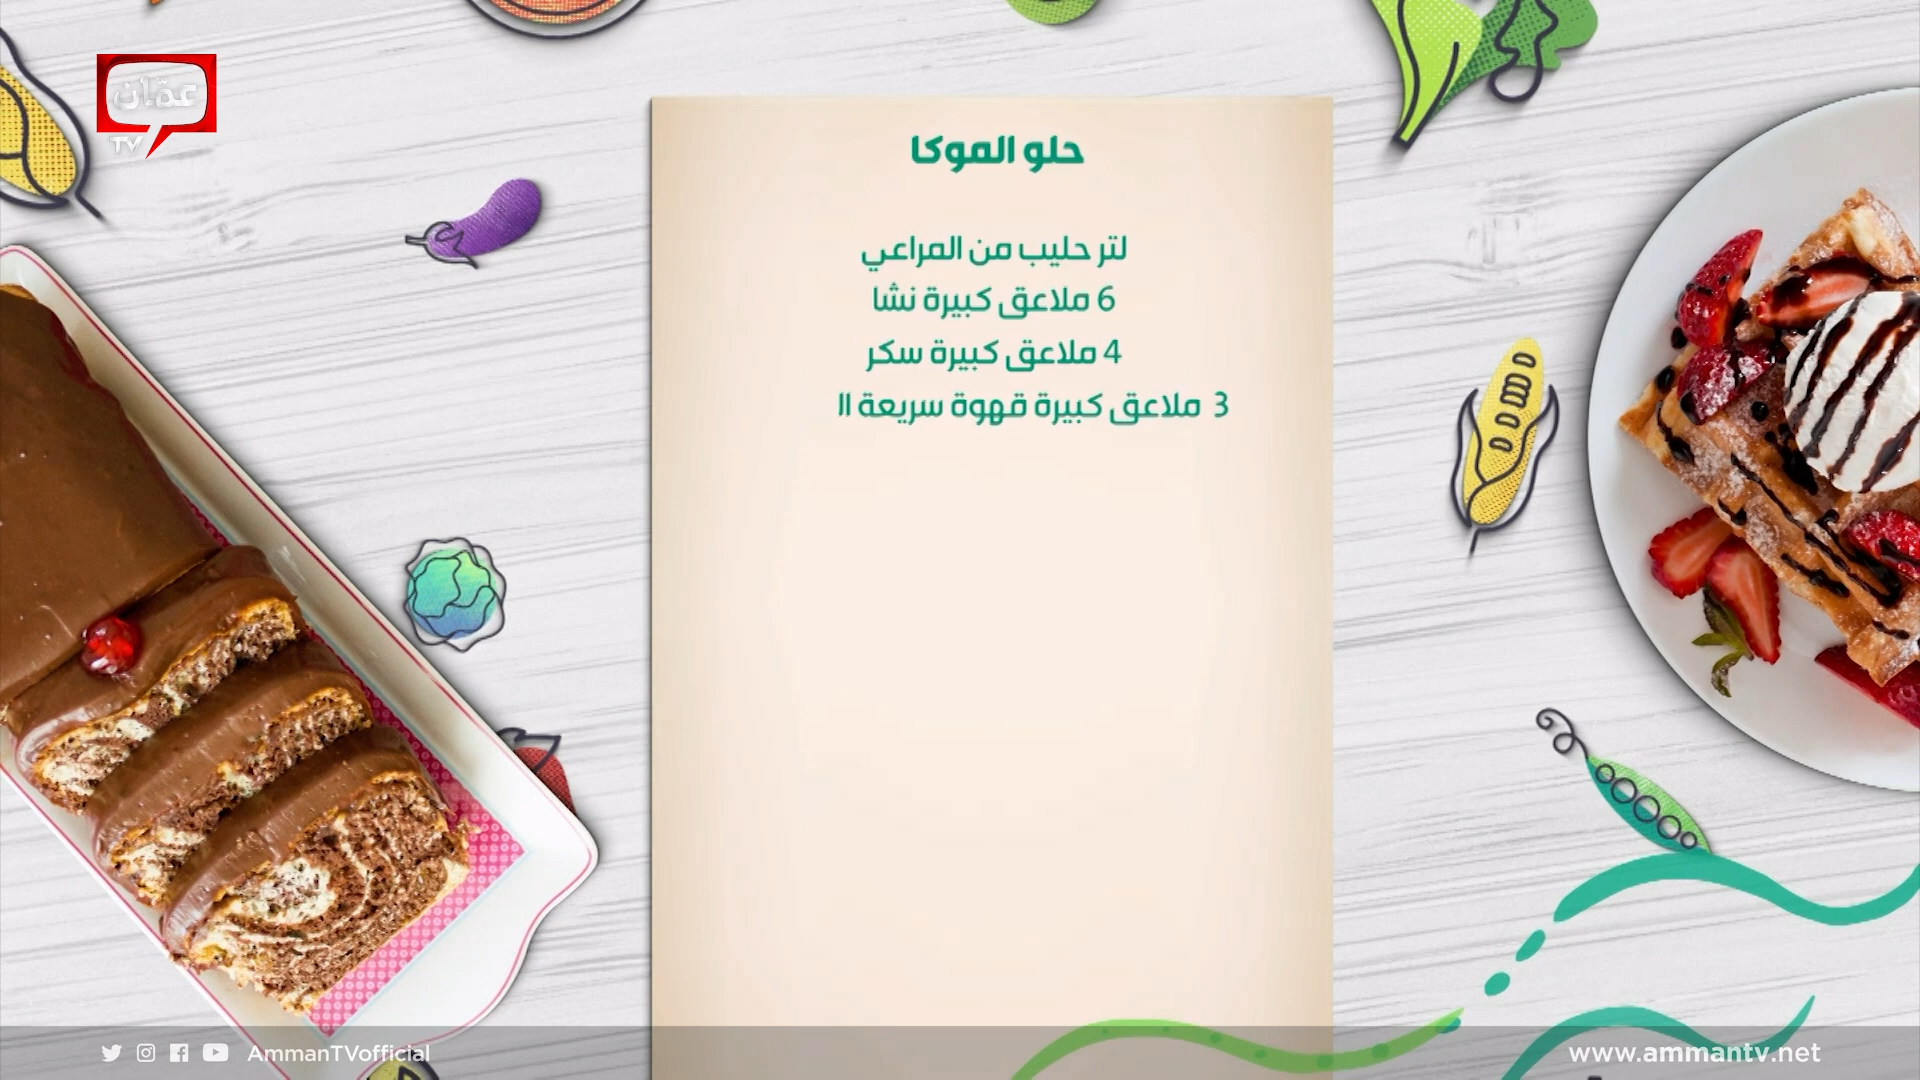 عمّان
TV
حلو الموكا
لتر حليب من المراعي
6 ملاعق كبيرة نشا
4 ملاعق كبيرة سكر
3 ملاعق كبيرة قهوة سريعة ال
AmmanTVofficial
www.ammantv.net